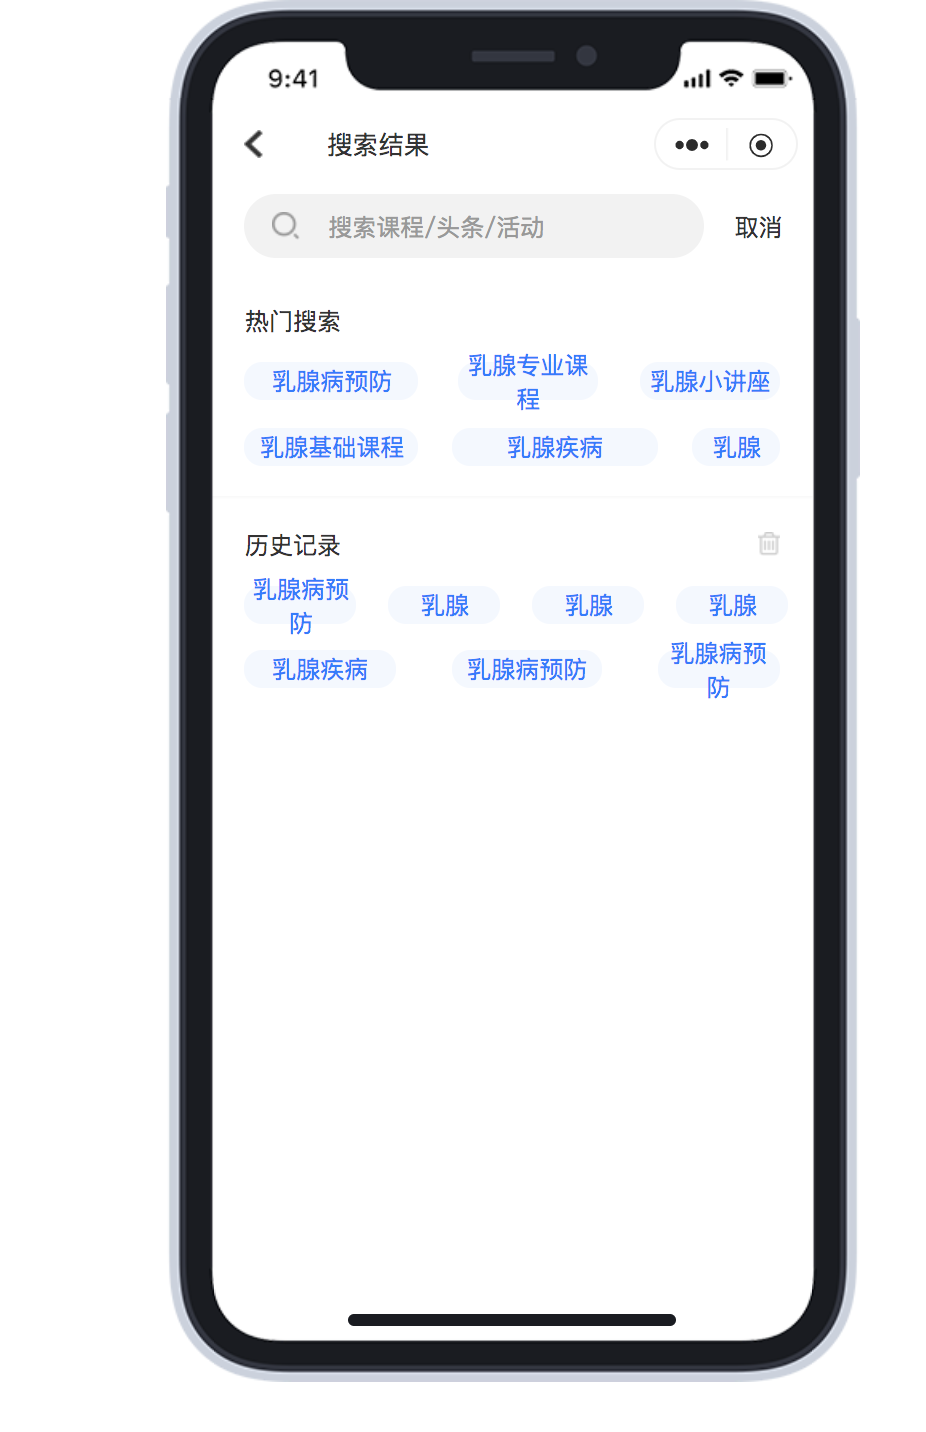 9:41
搜索结果
搜索课程/头条/活动
取消
热门搜索
乳腺病预防
乳腺专业课
程
乳腺小讲座
乳腺基础课程
乳腺疾病
乳腺
历史记录
乳腺病预
防
乳腺
乳腺
乳腺
乳腺疾病
乳腺病预防
乳腺病预
防